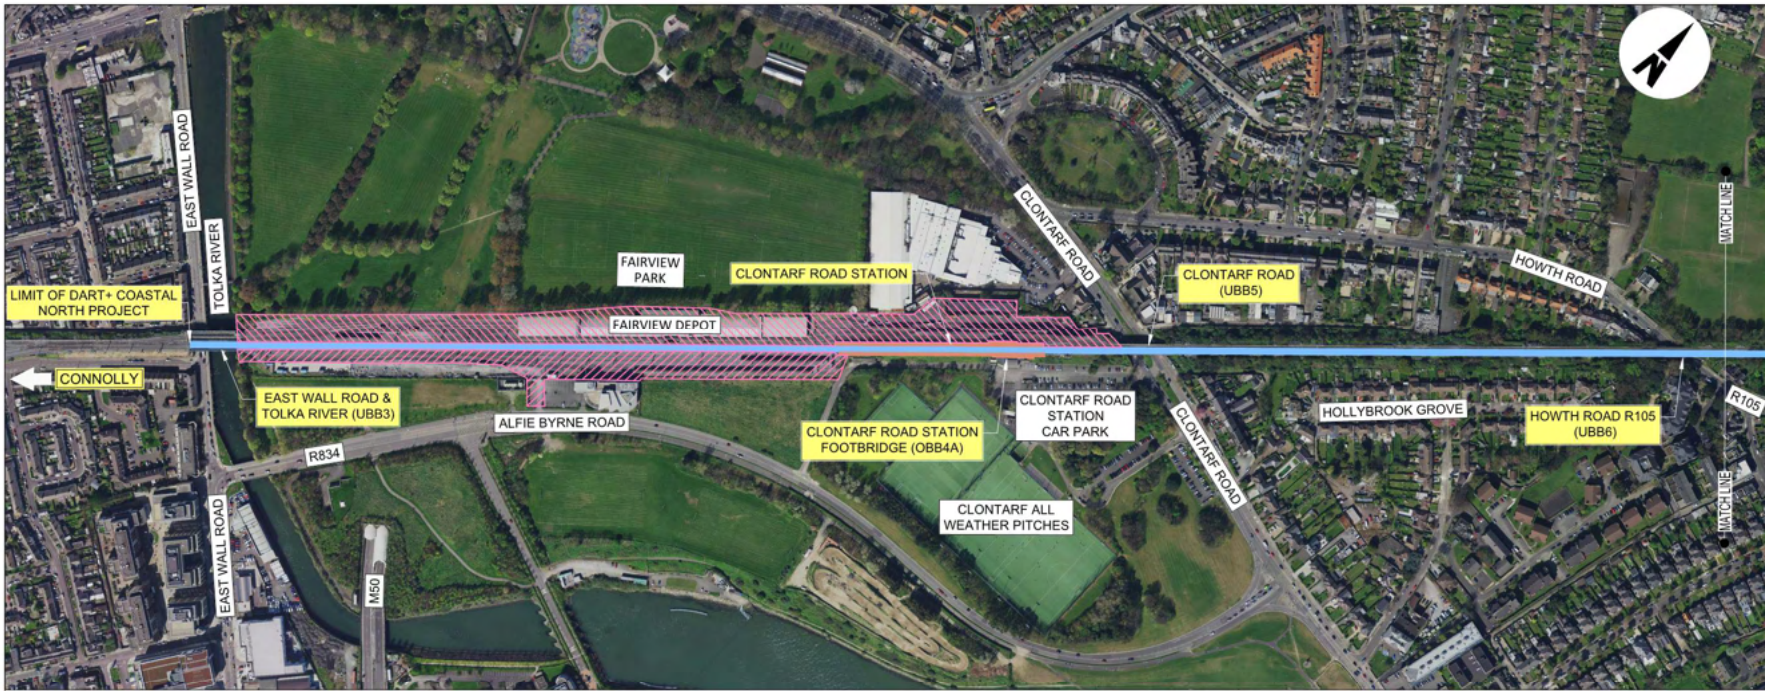 N
EAST WALL ROAD
TOLKA RIVER
LIMIT OF DART+ COASTAL
NORTH PROJECT
FAIRVIEW
PARK
CLONTARF ROAD STATION
CLONTARF ROAD
CLONTARF ROAD
(UBB5)
HOWTH ROAD
MATCH LINE
FAIRVIEW DEPOT
CONNOLLY
EAST WALL ROAD &
TOLKA RIVER (UBB3)
ALFIE BYRNE ROAD
R834
CLONTARF ROAD STATION
FOOTBRIDGE (OBB4A)
CLONTARF ROAD
STATION
CAR PARK
CLONTARF ROAD
HOLLYBROOK GROVE
HOWTH ROAD R105
(UBB6)
R105
EAST WALL ROAD
M50
CLONTARF ALL
WEATHER PITCHES
MATCH LINE